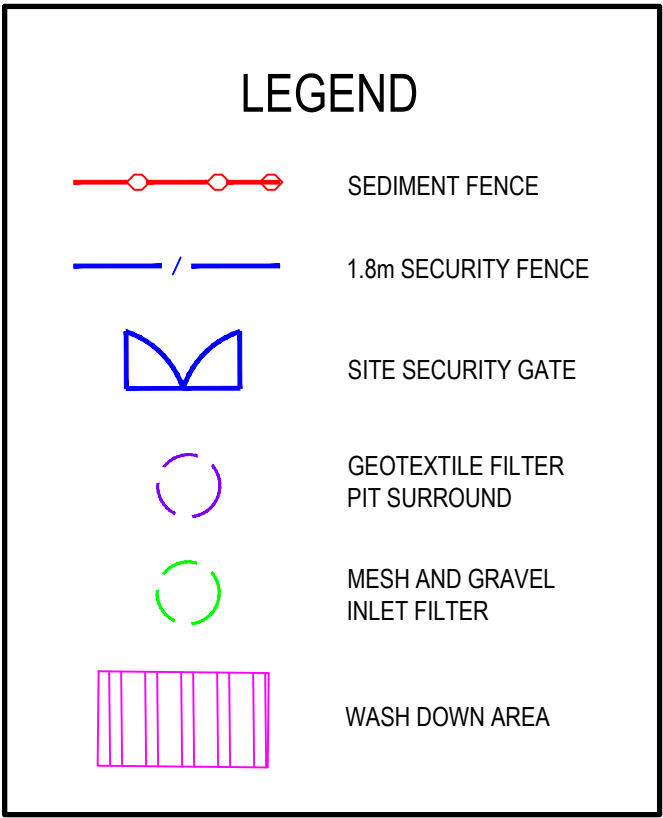 LEGEND
SEDIMENT FENCE
1.8m SECURITY FENCE
SITE SECURITY GATE
GEOTEXTILE FILTER
PIT SURROUND
MESH AND GRAVEL
INLET FILTER
WASH DOWN AREA